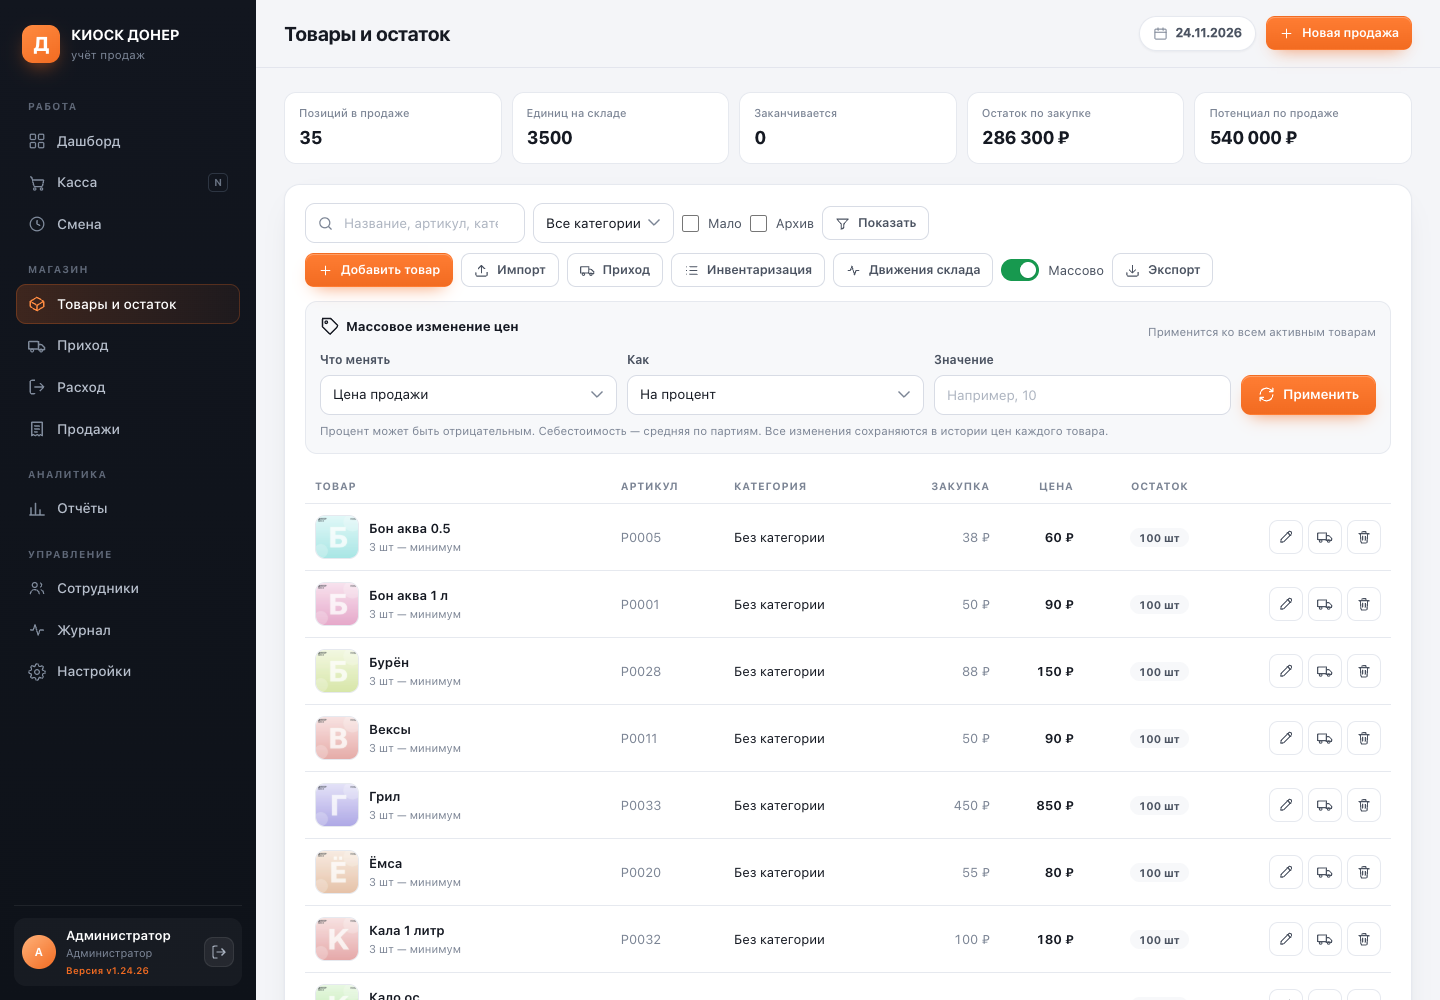 Д
КИОСК ДОНЕР
учёт продаж
РАБОТА
Дашборд
Касса
N
Смена
МАГАЗИН
Товары и остаток
Приход
Расход
Продажи
АНАЛИТИКА
Отчёты
УПРАВЛЕНИЕ
Сотрудники
Журнал
Настройки
А
Администратор
Администратор
Версия v1.24.26
Товары и остаток
24.11.2026
Новая продажа
Позиций в продаже
35
Единиц на складе
3500
Заканчивается
0
Остаток по закупке
286 300 ₽
Потенциал по продаже
540 000 ₽
Название, артикул, кате
Все категории
Мало
Архив
Показать
Добавить товар
Импорт
Приход
Инвентаризация
Движения склада
Массово
Экспорт
Массовое изменение цен
Применится ко всем активным товарам
Что менять
Как
Значение
Цена продажи
На процент
Например, 10
Применить
Процент может быть отрицательным. Себестоимость — средняя по партиям. Все изменения сохраняются в истории цен каждого товара.
ТОВАР АРТИКУЛ КАТЕГОРИЯ ЗАКУПКА ЦЕНА ОСТАТОК
Б
Бон аква 0.5
3 шт — минимум
P0005 Без категории 38 ₽ 60 ₽ 100 шт
Б
Бон аква 1 л
3 шт — минимум
P0001 Без категории 50 ₽ 90 ₽ 100 шт
Б
Бурён
3 шт — минимум
P0028 Без категории 88 ₽ 150 ₽ 100 шт
В
Вексы
3 шт — минимум
P0011 Без категории 50 ₽ 90 ₽ 100 шт
Г
Грил
3 шт — минимум
P0033 Без категории 450 ₽ 850 ₽ 100 шт
Ё
Ёмса
3 шт — минимум
P0020 Без категории 55 ₽ 80 ₽ 100 шт
К
Кала 1 литр
3 шт — минимум
P0032 Без категории 100 ₽ 180 ₽ 100 шт
К
Кало ос